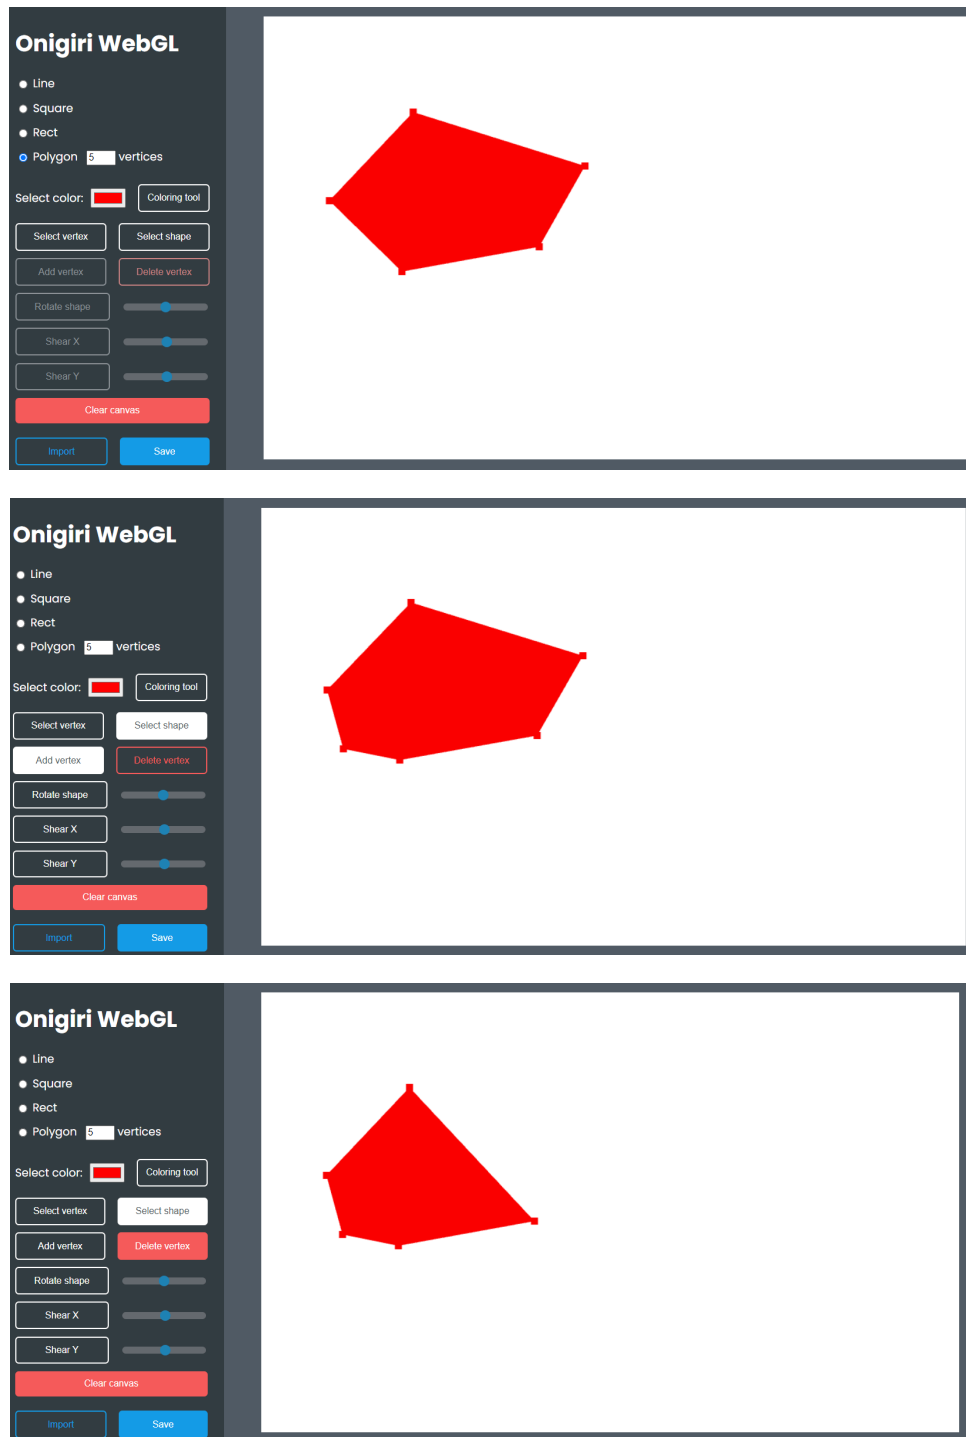 Onigiri WebGL
Line
Square
Rect
Polygon 5 vertices
Select color: Coloring tool
Select vertex Select shape
Add vertex Delete vertex
Rotate shape
Shear X
Shear Y
Clear canvas
Import Save
Onigiri WebGL
Line
Square
Rect
Polygon 5 vertices
Select color: Coloring tool
Select vertex Select shape
Add vertex Delete vertex
Rotate shape
Shear X
Shear Y
Clear canvas
Import Save
Onigiri WebGL
Line
Square
Rect
Polygon 5 vertices
Select color: Coloring tool
Select vertex Select shape
Add vertex Delete vertex
Rotate shape
Shear X
Shear Y
Clear canvas
Import Save